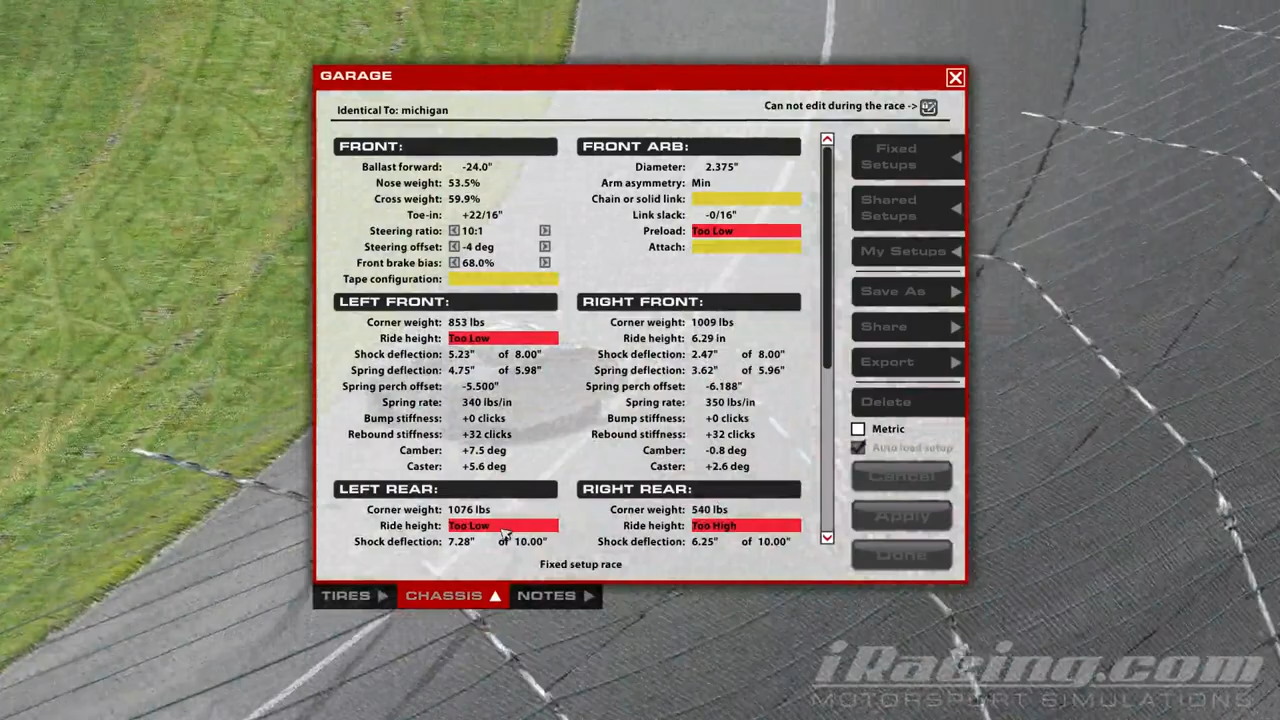 GARAGE
Identical To: michigan
Can not edit during the race ->
FRONT:
Ballast forward: -24.0"
Nose weight: 53.5%
Cross weight: 59.9%
Toe-in: +22/16"
Steering ratio: 10:1
Steering offset: -4 deg
Front brake bias: 68.0%
Tape configuration:
FRONT ARB:
Diameter: 2.375"
Arm asymmetry: Min
Chain or solid link:
Link slack: -0/16"
Preload: Too Low
Attach:
LEFT FRONT:
Corner weight: 853 lbs
Ride height: Too Low
Shock deflection: 5.23" of 8.00"
Spring deflection: 4.75" of 5.98"
Spring perch offset: -5.500"
Spring rate: 340 lbs/in
Bump stiffness: +0 clicks
Rebound stiffness: +32 clicks
Camber: +7.5 deg
Caster: +5.6 deg
RIGHT FRONT:
Corner weight: 1009 lbs
Ride height: 6.29 in
Shock deflection: 2.47" of 8.00"
Spring deflection: 3.62" of 5.96"
Spring perch offset: -6.188"
Spring rate: 350 lbs/in
Bump stiffness: +0 clicks
Rebound stiffness: +32 clicks
Camber: -0.8 deg
Caster: +2.6 deg
LEFT REAR:
Corner weight: 1076 lbs
Ride height: Too Low
Shock deflection: 7.28" of 10.00"
RIGHT REAR:
Corner weight: 540 lbs
Ride height: Too High
Shock deflection: 6.25" of 10.00"
Fixed setup race
Fixed
Setups
Shared
Setups
My Setups
Save As
Share
Export
Delete
Metric
Auto load setup
Cancel
Apply
Done
TIRES
CHASSIS
NOTES
iRacing.com
MOTORSPORT SIMULATIONS